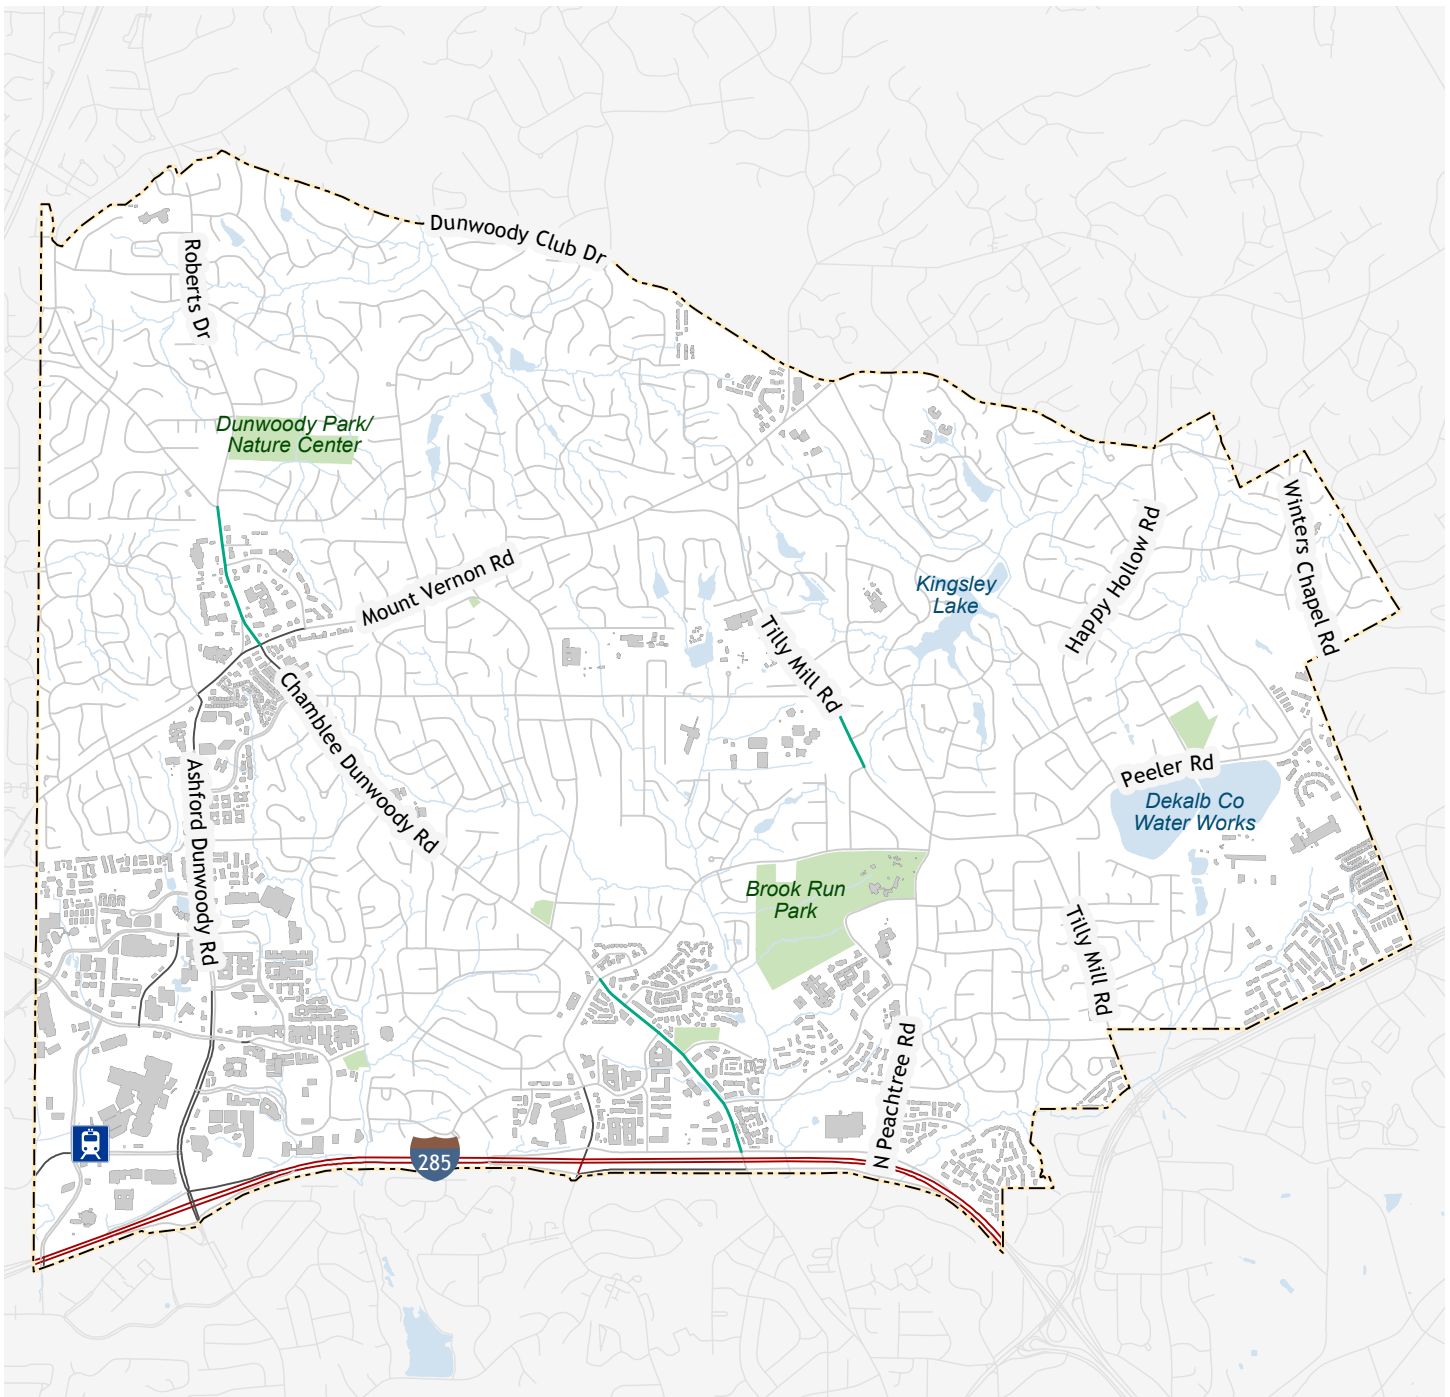 Dunwoody Club Dr
Roberts Dr
Dunwoody Park/
Nature Center
Winters Chapel Rd
Happy Hollow Rd
Mount Vernon Rd
Kingsley
Lake
Tilly Mill Rd
Chamblee Dunwoody Rd
Ashford Dunwoody Rd
Peeler Rd
Dekalb Co
Water Works
Brook Run
Park
Tilly Mill Rd
N Peachtree Rd
285